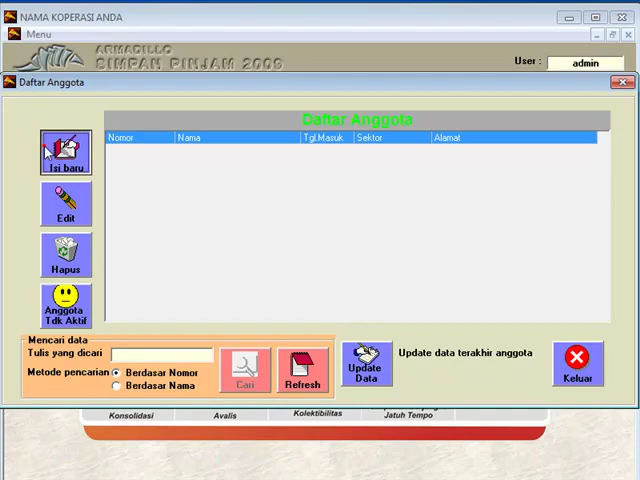 NAMA KOPERASI ANDA
Menu
ARMADILLO
SIMPAN PINJAM 2009
User : admin
Daftar Anggota
Daftar Anggota
Nomor Nama Tgl.Masuk Sektor Alamat
Isi baru
Edit
Hapus
Anggota
Tdk Aktif
Mencari data
Tulis yang dicari
Metode pencarian
Berdasar Nomor
Berdasar Nama
Cari
Refresh
Update
Data
Update data terakhir anggota
Keluar
Konsolidasi
Avalis
Kolektibilitas
Jatuh Tempo